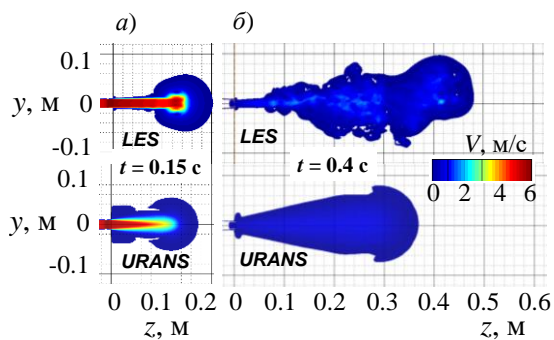 а) б)
0.1
y, м 0
-0.1
LES
LES
t = 0.15 с
t = 0.4 с
V, м/с
0 2 4 6
0.1
y, м 0
-0.1
URANS
URANS
0 0.1 0.2
0 0.1 0.2 0.3 0.4 0.5 0.6
z, м
z, м